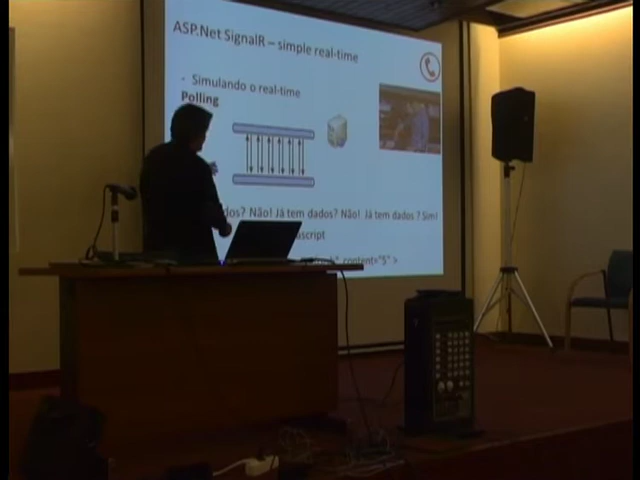 ASP.Net SignalR – simple real-time
- Simulando o real-time
Polling
dos? Não! Já tem dados? Não! Já tem dados ? Sim!
ascript
content="5" >